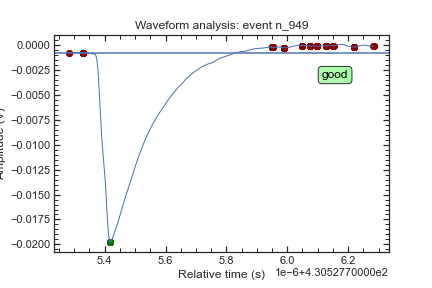 Waveform analysis: event n_949
0.0000
−0.0025
−0.0050
−0.0075
−0.0100
−0.0125
−0.0150
−0.0175
−0.0200
(V)
good
5.4
5.6
5.8
6.0
6.2
1e−6+4.3052770000e2
Relative time (s)